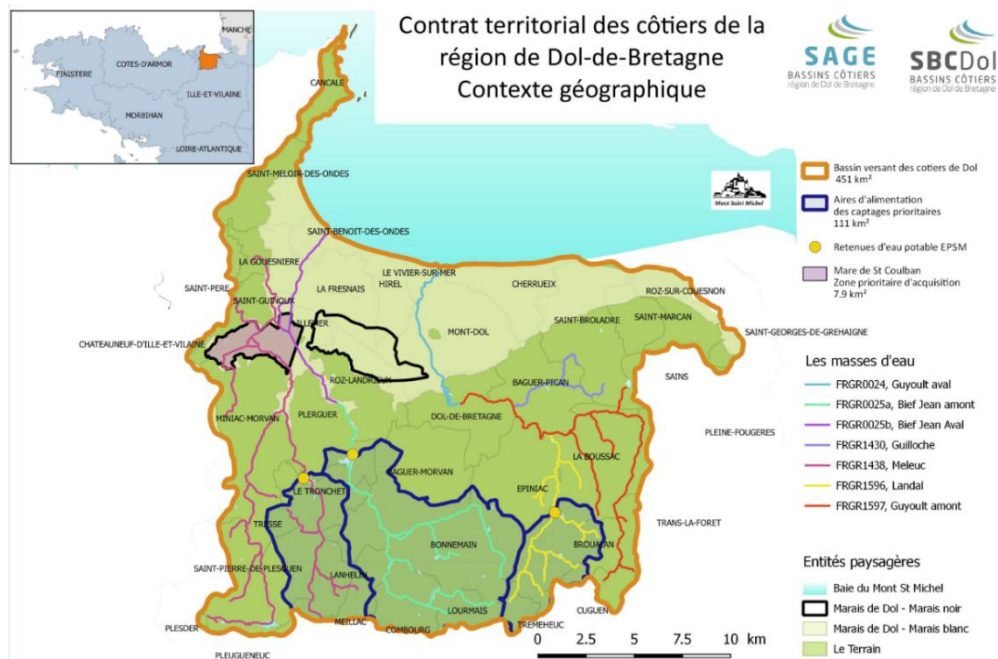 Contrat territorial des côtiers de la
région de Dol-de-Bretagne
Contexte géographique
SAGE
BASSINS CÔTIERS
région de Dol de Bretagne
SBCDol
BASSINS CÔTIERS
région de Dol de Bretagne
MANCHE
COTES-D'ARMOR
FINISTERE
ILLE-ET-VILAINE
MORBIHAN
LOIRE-ATLANTIQUE
CANCALE
SAINT-MELOIR-DES-ONDES
SAINT-BENOIT-DES-ONDES
LA GOUESNIERE
LE VIVIER-SUR-MER
HIREL
CHERRUEIX
ROZ-SUR-COUESNON
SAINT-PERE
SAINT-GUINOUX
LA FRESNAIS
LILLEMER
MONT-DOL
SAINT-BROLADRE
SAINT-MARCAN
SAINT-GEORGES-DE-GREHAIGNE
CHATEAUNEUF-D'ILLE-ET-VILAINE
SAINS
ROZ-LANDRIEUX
BAGUER-PICAN
MINIAC-MORVAN
PLERGUER
DOL-DE-BRETAGNE
PLEINE-FOUGERES
LA BOUSSAC
BAGUER-MORVAN
LE TRONCHET
EPINIAC
TRESSE
TRANS-LA-FORET
BONNEMAIN
BROUALAN
SAINT-PIERRE-DE-PLESGUEN
LANHELIN
LOURMAIS
CUGUEN
PLESDER
MEILLAC
COMBOURG
TREMEHEUC
PLEUGUENEUC
Mont Saint Michel
Bassin versant des cotiers de Dol
451 km²
Aires d'alimentation
des captages prioritaires
111 km²
Retenues d'eau potable EPSM
Mare de St Coulban
Zone prioritaire d'acquisition
7.9 km²
Les masses d'eau
FRGR0024, Guyoult aval
FRGR0025a, Bief Jean amont
FRGR0025b, Bief Jean Aval
FRGR1430, Guilloche
FRGR1438, Meleuc
FRGR1596, Landal
FRGR1597, Guyoult amont
Entités paysagères
Baie du Mont St Michel
Marais de Dol - Marais noir
Marais de Dol - Marais blanc
Le Terrain
0 2.5 5 7.5 10 km